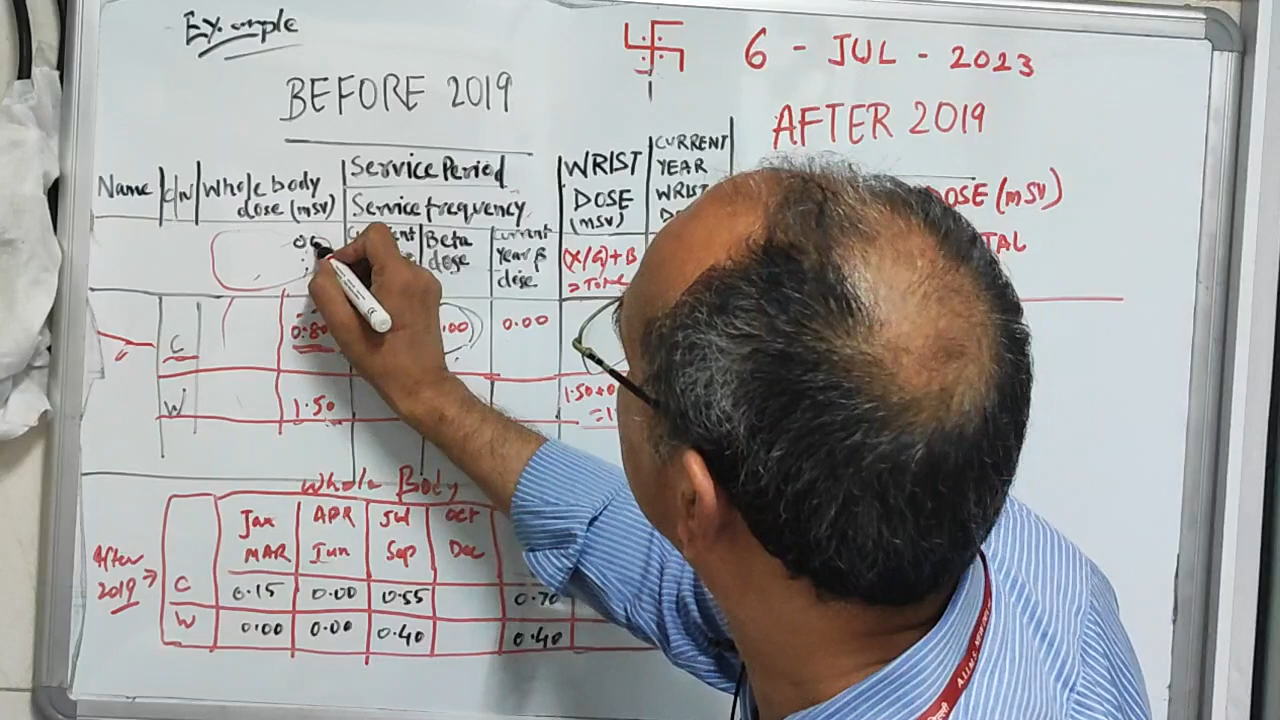 Example
6 - JUL - 2023
BEFORE 2019
AFTER 2019
Name
C/W
Whole body
dose (msv)
Service Period
Service frequency
Beta
dose
Current
Year β
dose
WRIST
DOSE
(msv)
(X/G)+B
= Total
CURRENT
YEAR
WRIST
DOSE (mSV)
C
0.80
0.00
W
1.50
1.50+0
=1.
Whole Body
After
2019 →
Jan
MAR
APR
Jun
Jul
Sep
Oct
Dec
C
0.15
0.00
0.55
0.70
W
0.00
0.00
0.40
0.40